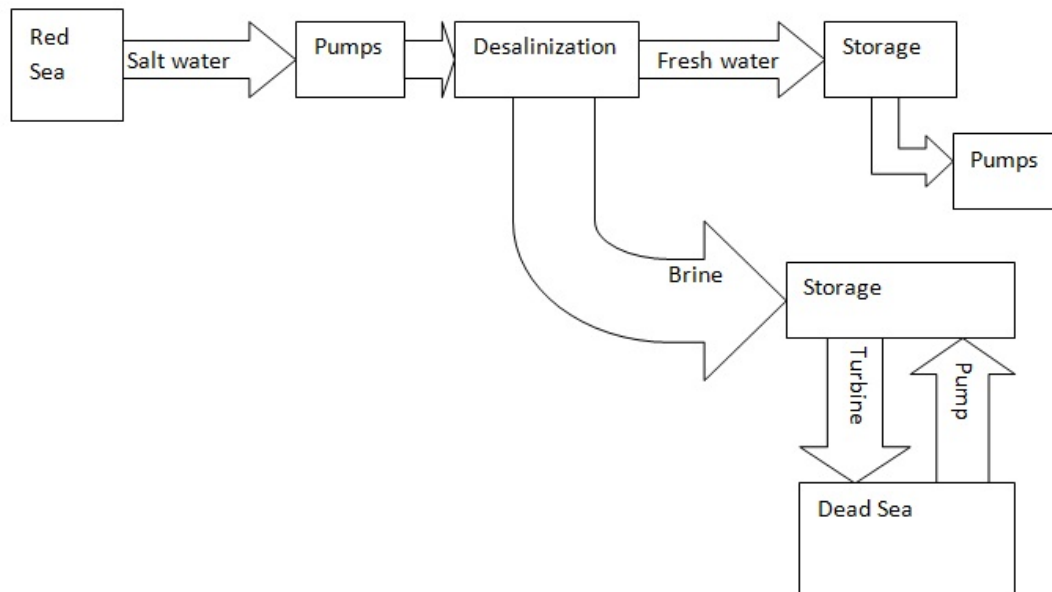 Red
Sea
Salt water
Pumps
Desalinization
Fresh water
Storage
Pumps
Brine
Storage
Turbine
Pump
Dead Sea